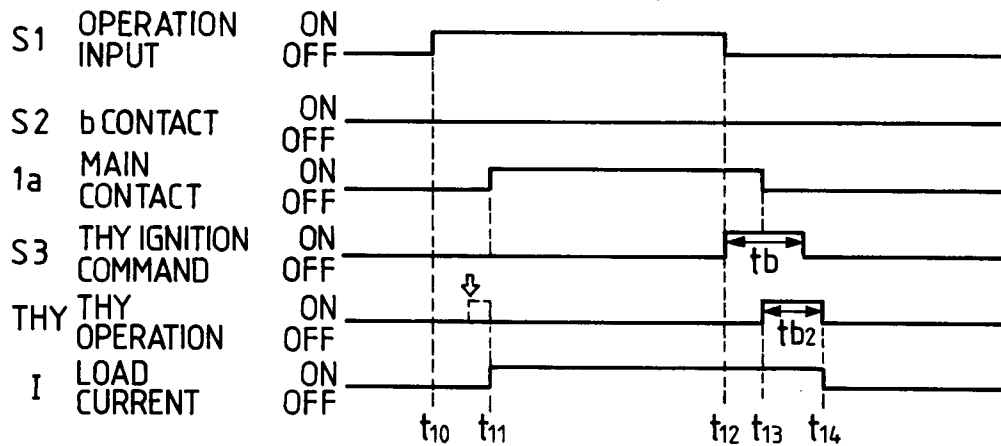 S1 OPERATION INPUT ON OFF
S2 b CONTACT ON OFF
1a MAIN CONTACT ON OFF
S3 THY IGNITION COMMAND ON OFF
tb
THY THY OPERATION ON OFF
tb2
I LOAD CURRENT ON OFF
t10 t11 t12 t13 t14